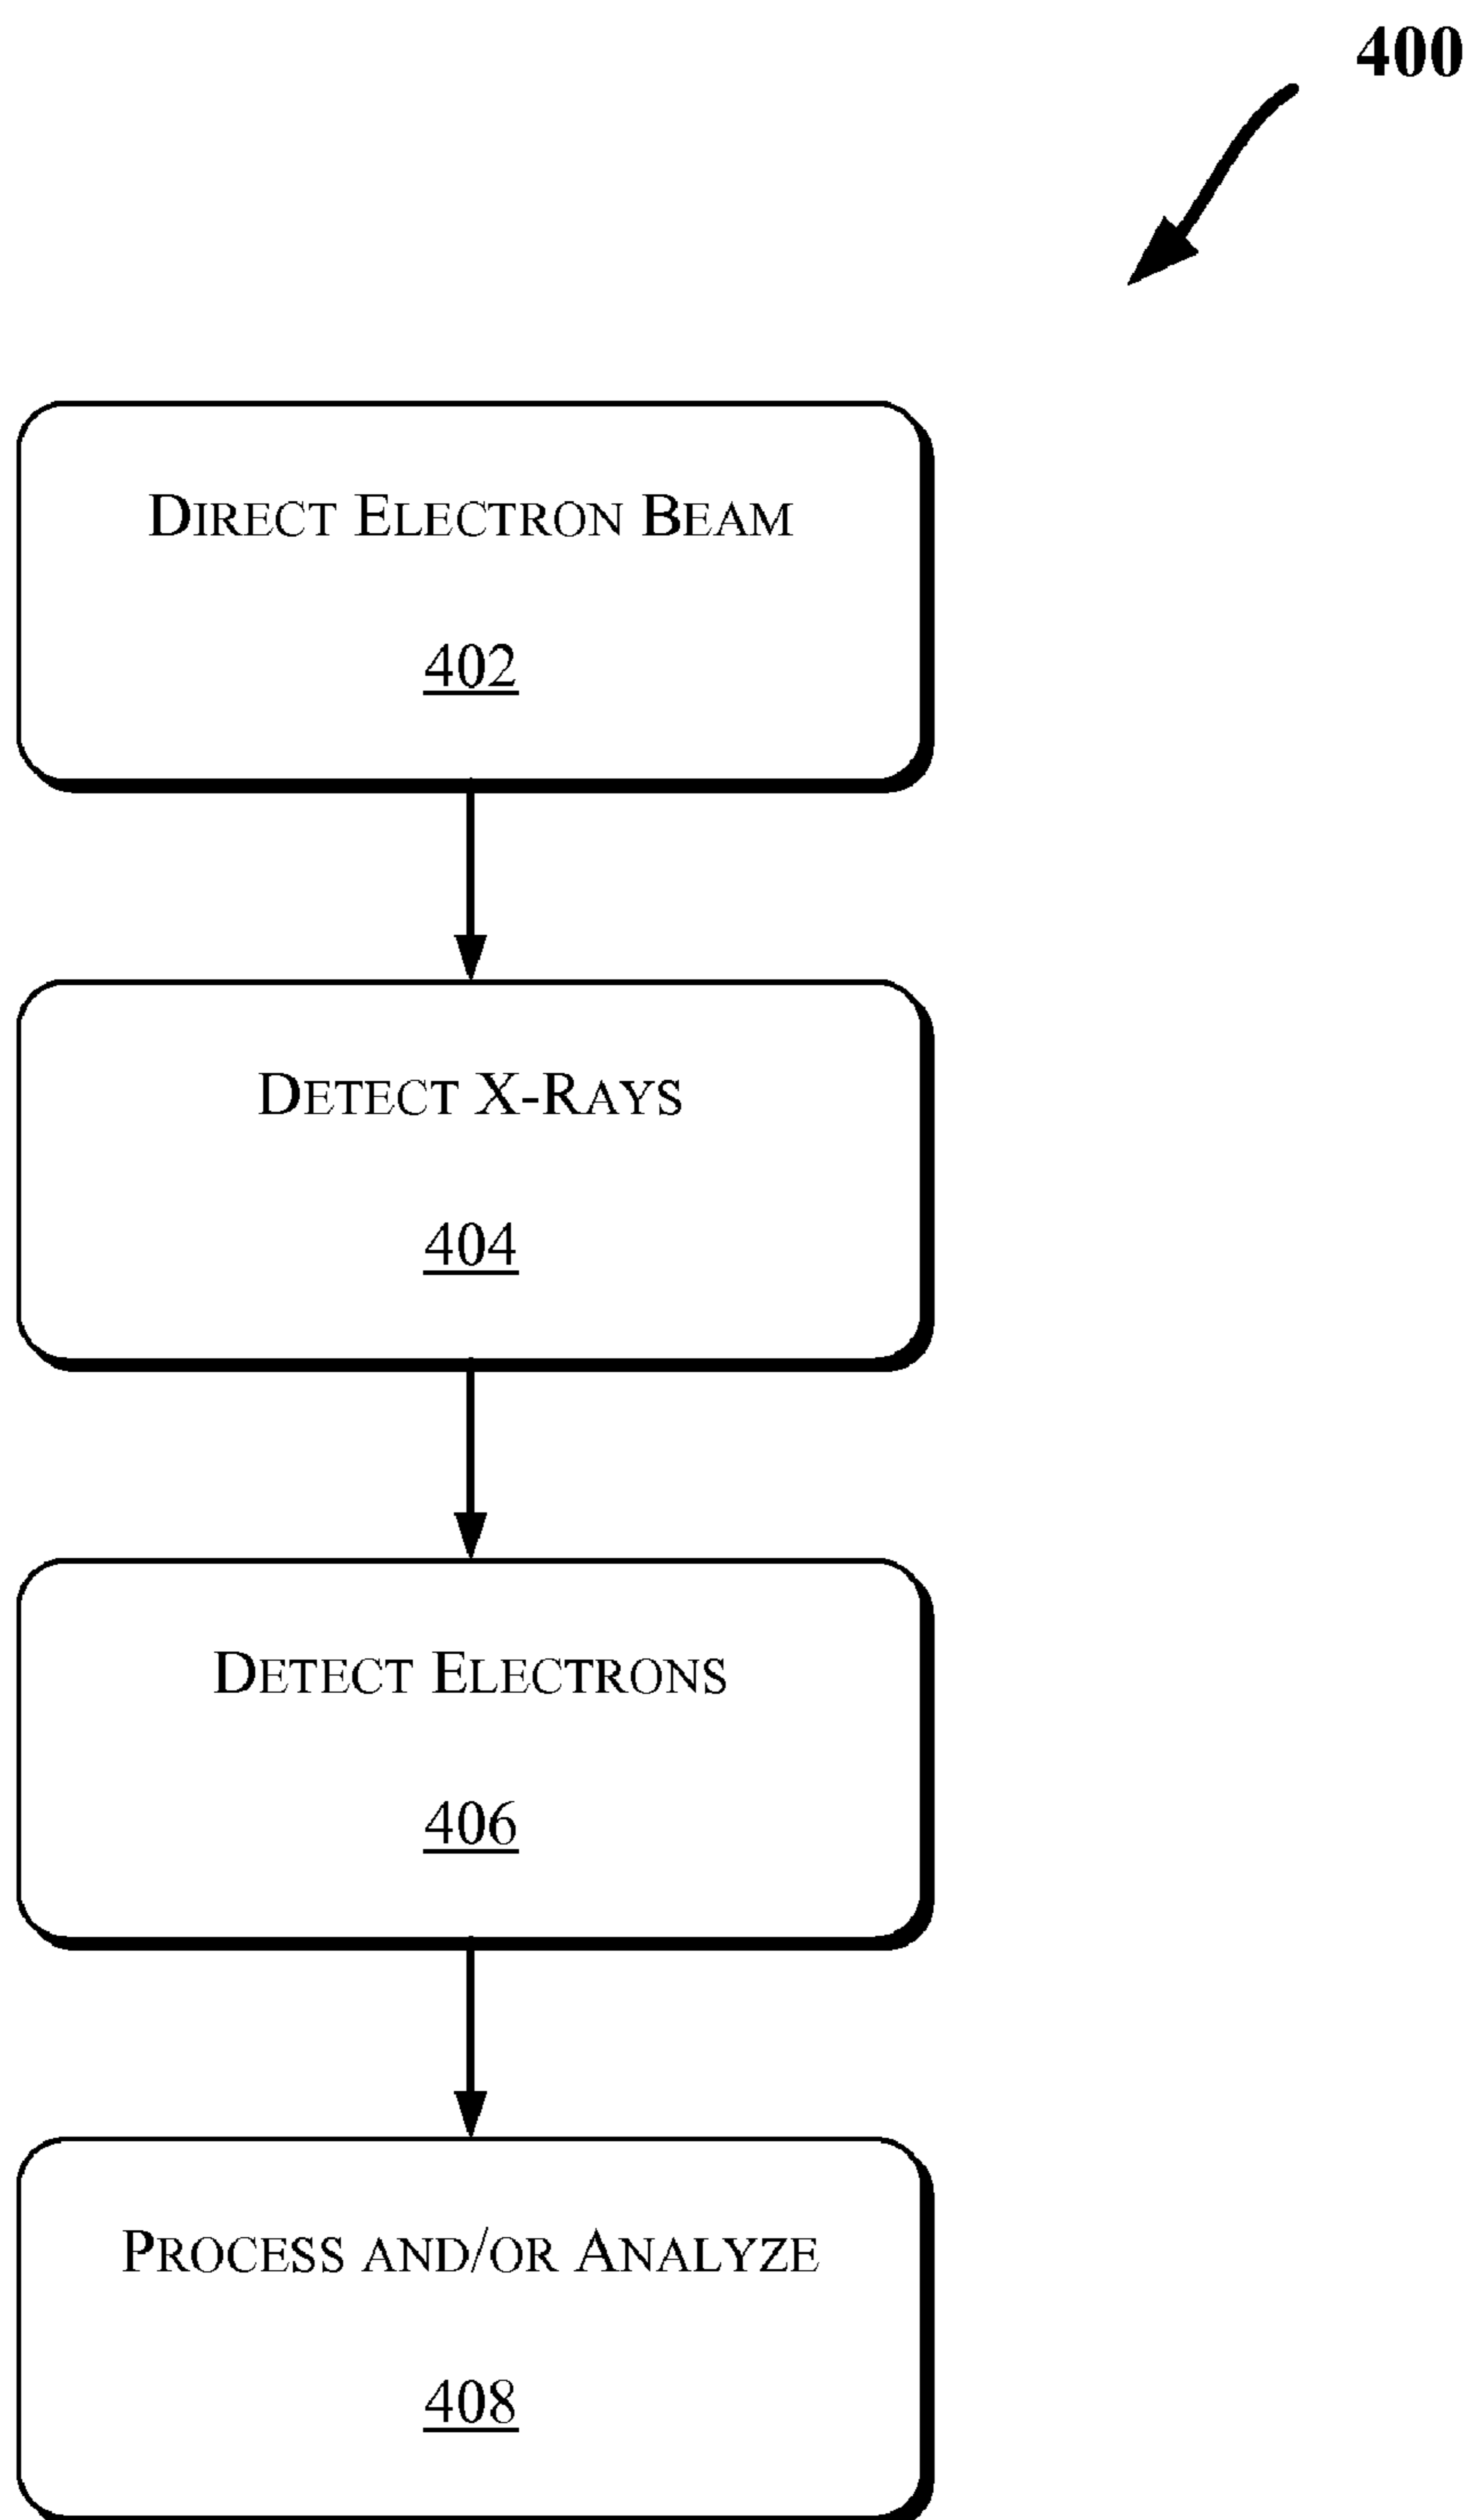 400
Direct Electron Beam
402
Detect X-Rays
404
Detect Electrons
406
Process and/or Analyze
408